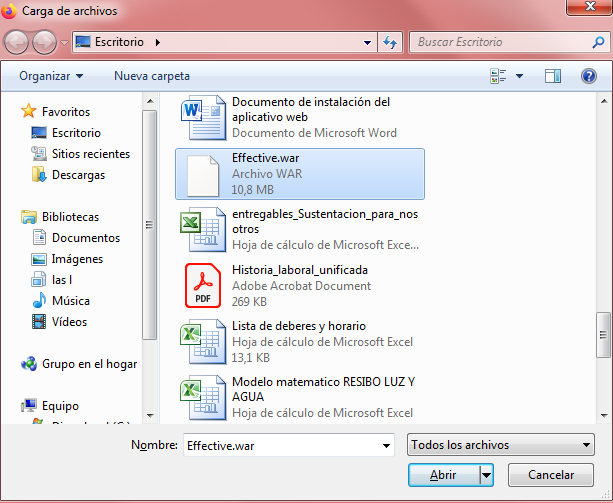 Carga de archivos
Escritorio
Buscar Escritorio
Organizar
Nueva carpeta
Favoritos
Escritorio
Sitios recientes
Descargas
Bibliotecas
Documentos
Imágenes
las l
Música
Vídeos
Grupo en el hogar
Equipo
Documento de instalación del
aplicativo web
Documento de Microsoft Word
Effective.war
Archivo WAR
10,8 MB
entregables_Sustentacion_para_nos
otros
Hoja de cálculo de Microsoft Exce...
PDF
Historia_laboral_unificada
Adobe Acrobat Document
269 KB
Lista de deberes y horario
Hoja de cálculo de Microsoft Excel
13,1 KB
Modelo matematico RESIBO LUZ Y
AGUA
Hoja de cálculo de Microsoft Excel
Nombre:
Effective.war
Todos los archivos
Abrir
Cancelar